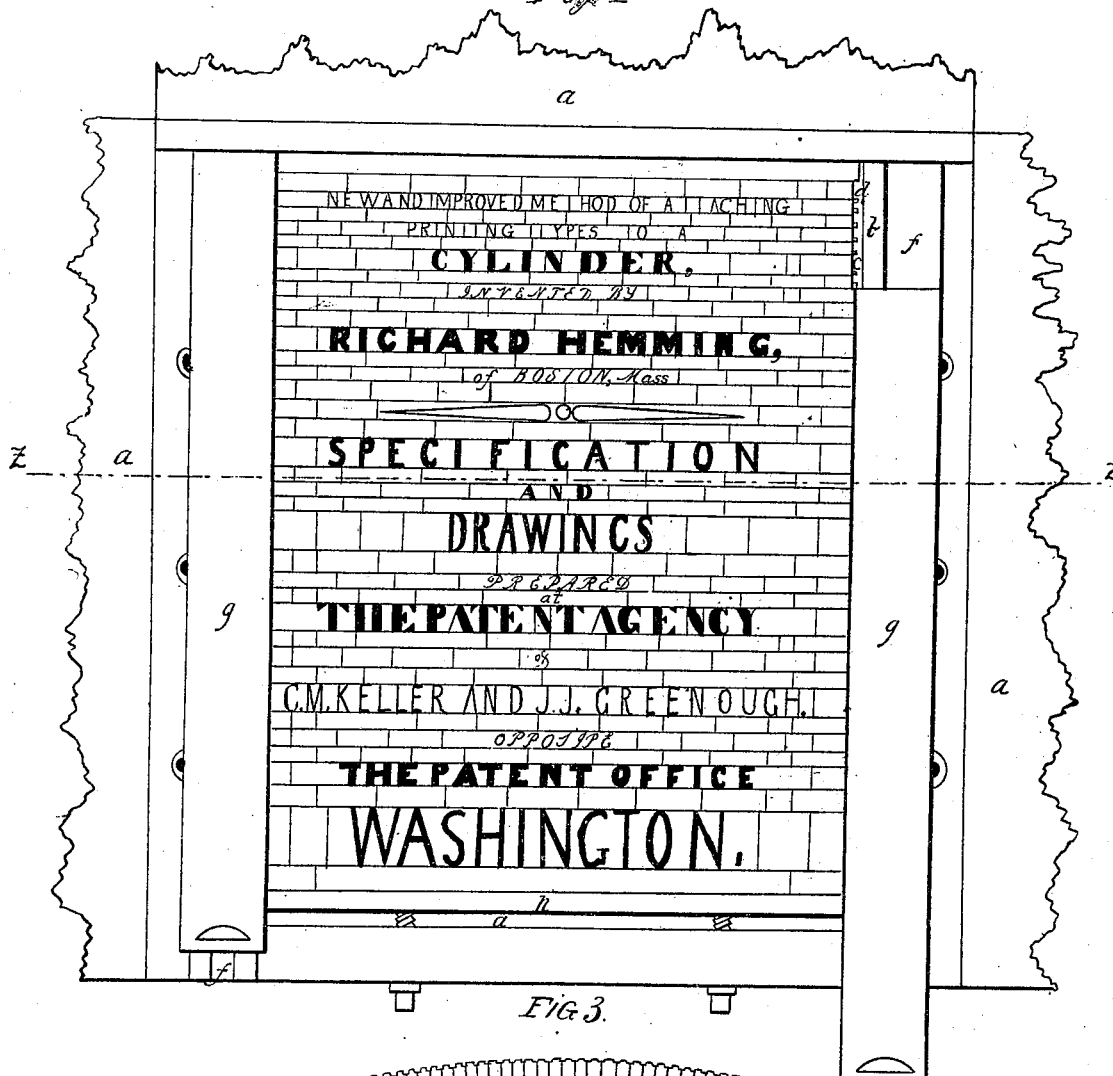 a
NEW AND IMPROVED METHOD OF ATTACHING
PRINTING TYPES TO A
CYLINDER,
INVENTED BY
RICHARD HEMMING,
of BOSTON, Mass
SPECIFICATION
AND
DRAWINGS
PREPARED
at
THE PATENT AGENCY
of
C.M. KELLER AND J.J. GREENOUGH.
OPPOSITE
THE PATENT OFFICE
WASHINGTON.
d
b
c
f
Z
a
Z
g
g
a
h
a
f
FIG 3.